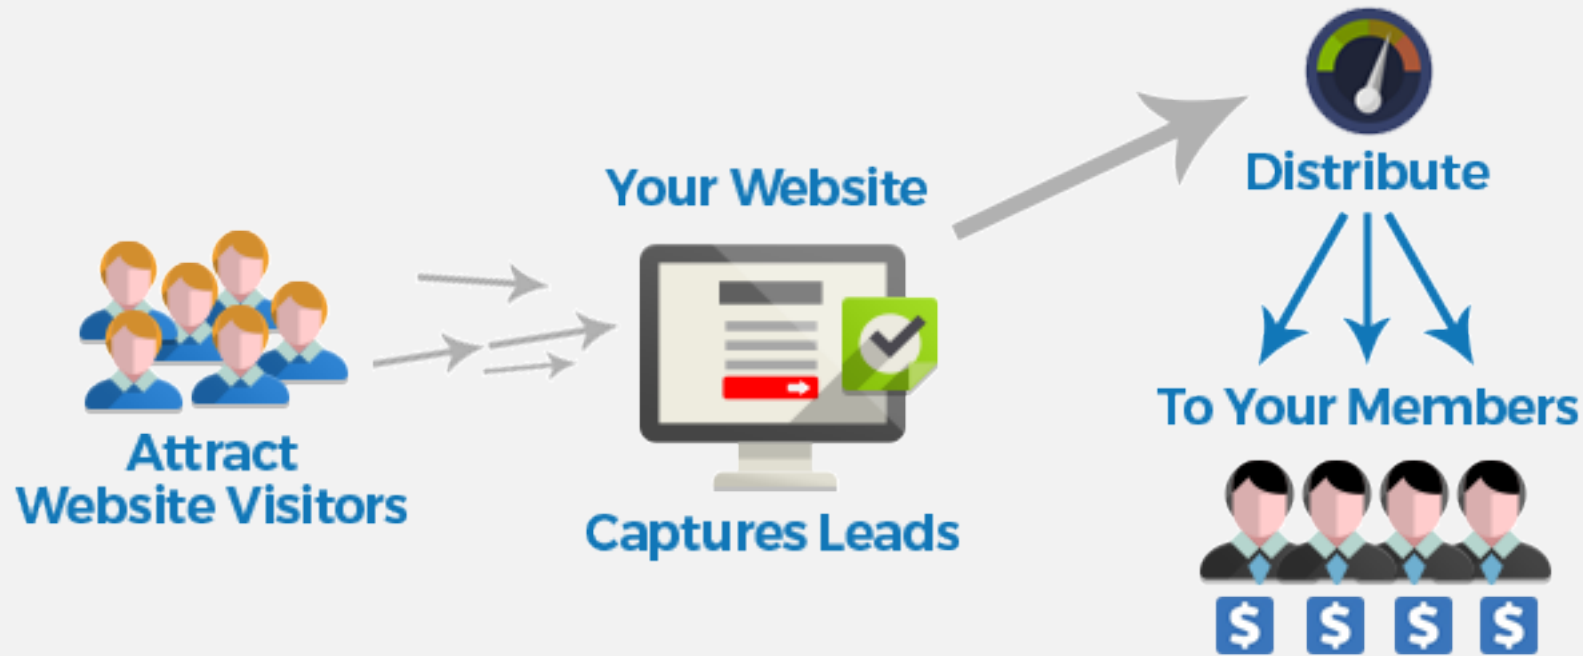 Attract
Website Visitors
Your Website
Captures Leads
Distribute
To Your Members
$ $ $ $